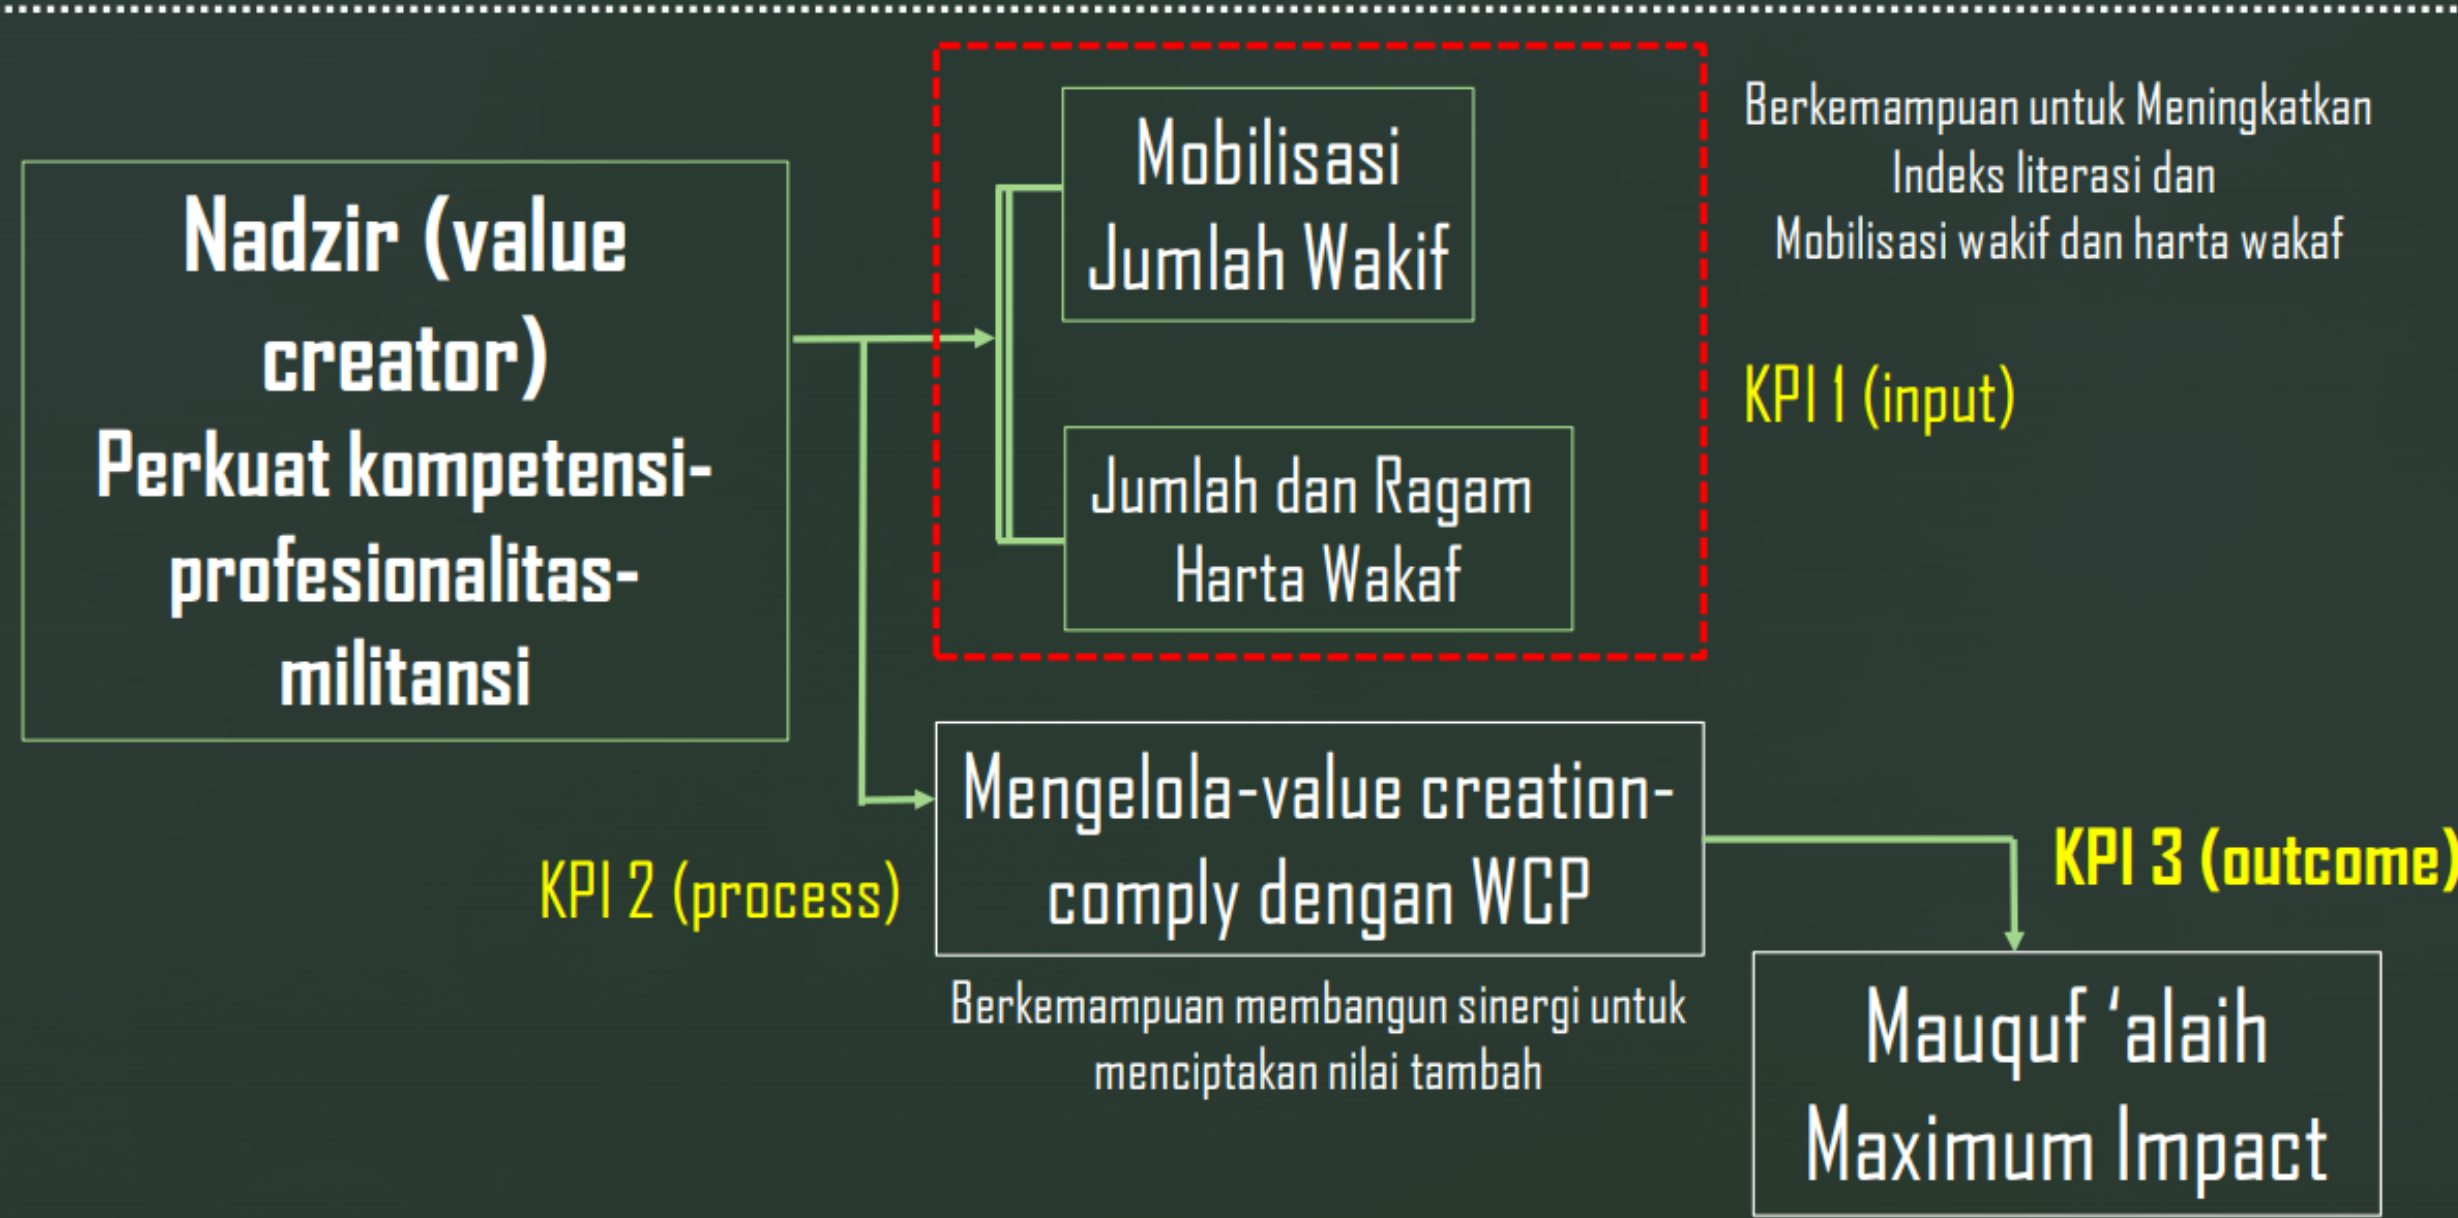 Nadzir (value
creator)
Perkuat kompetensi-
profesionalitas-
militansi
Mobilisasi
Jumlah Wakif
Jumlah dan Ragam
Harta Wakaf
Berkemampuan untuk Meningkatkan
Indeks literasi dan
Mobilisasi wakif dan harta wakaf
KPI 1 (input)
KPI 2 (process)
Mengelola-value creation-
comply dengan WCP
Berkemampuan membangun sinergi untuk
menciptakan nilai tambah
KPI 3 (outcome)
Mauquf ‘alaih
Maximum Impact